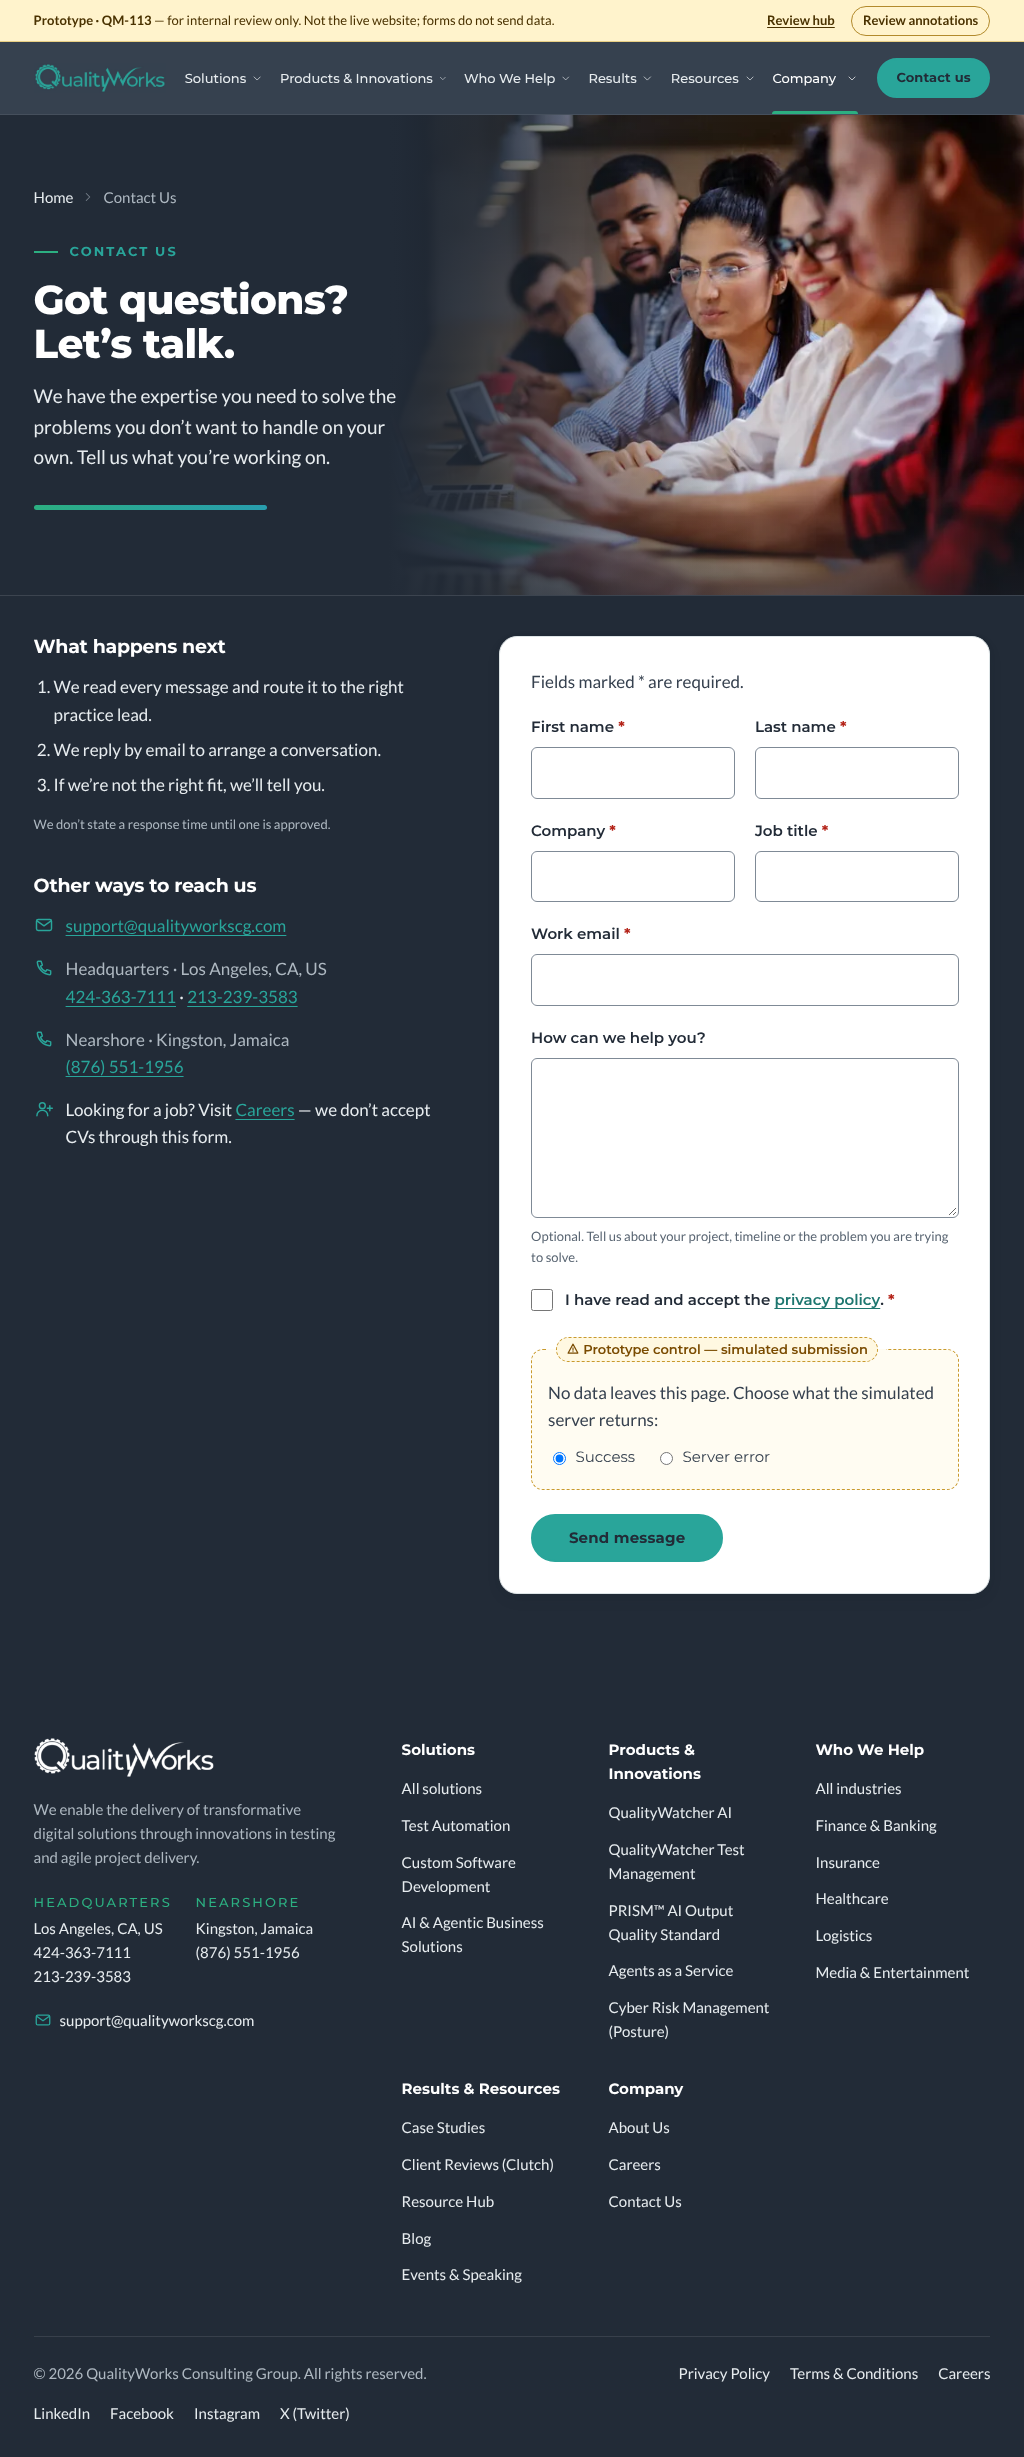 Prototype · QM-113 — for internal review only. Not the live website; forms do not send data.
Review hub
Review annotations
QualityWorks
Solutions
Products & Innovations
Who We Help
Results
Resources
Company
Contact us
Home
Contact Us
CONTACT US
Got questions?
Let’s talk.
We have the expertise you need to solve the
problems you don’t want to handle on your
own. Tell us what you’re working on.
What happens next
1. We read every message and route it to the right
practice lead.
2. We reply by email to arrange a conversation.
3. If we’re not the right fit, we’ll tell you.
We don’t state a response time until one is approved.
Other ways to reach us
support@qualityworkscg.com
Headquarters · Los Angeles, CA, US
424-363-7111 · 213-239-3583
Nearshore · Kingston, Jamaica
(876) 551-1956
Looking for a job? Visit Careers — we don’t accept
CVs through this form.
Fields marked * are required.
First name *
Last name *
Company *
Job title *
Work email *
How can we help you?
Optional. Tell us about your project, timeline or the problem you are trying
to solve.
I have read and accept the privacy policy. *
Prototype control — simulated submission
No data leaves this page. Choose what the simulated
server returns:
Success
Server error
Send message
QualityWorks
We enable the delivery of transformative
digital solutions through innovations in testing
and agile project delivery.
HEADQUARTERS
Los Angeles, CA, US
424-363-7111
213-239-3583
NEARSHORE
Kingston, Jamaica
(876) 551-1956
support@qualityworkscg.com
Solutions
All solutions
Test Automation
Custom Software
Development
AI & Agentic Business
Solutions
Products &
Innovations
QualityWatcher AI
QualityWatcher Test
Management
PRISM™ AI Output
Quality Standard
Agents as a Service
Cyber Risk Management
(Posture)
Who We Help
All industries
Finance & Banking
Insurance
Healthcare
Logistics
Media & Entertainment
Results & Resources
Case Studies
Client Reviews (Clutch)
Resource Hub
Blog
Events & Speaking
Company
About Us
Careers
Contact Us
© 2026 QualityWorks Consulting Group. All rights reserved.
Privacy Policy
Terms & Conditions
Careers
LinkedIn
Facebook
Instagram
X (Twitter)